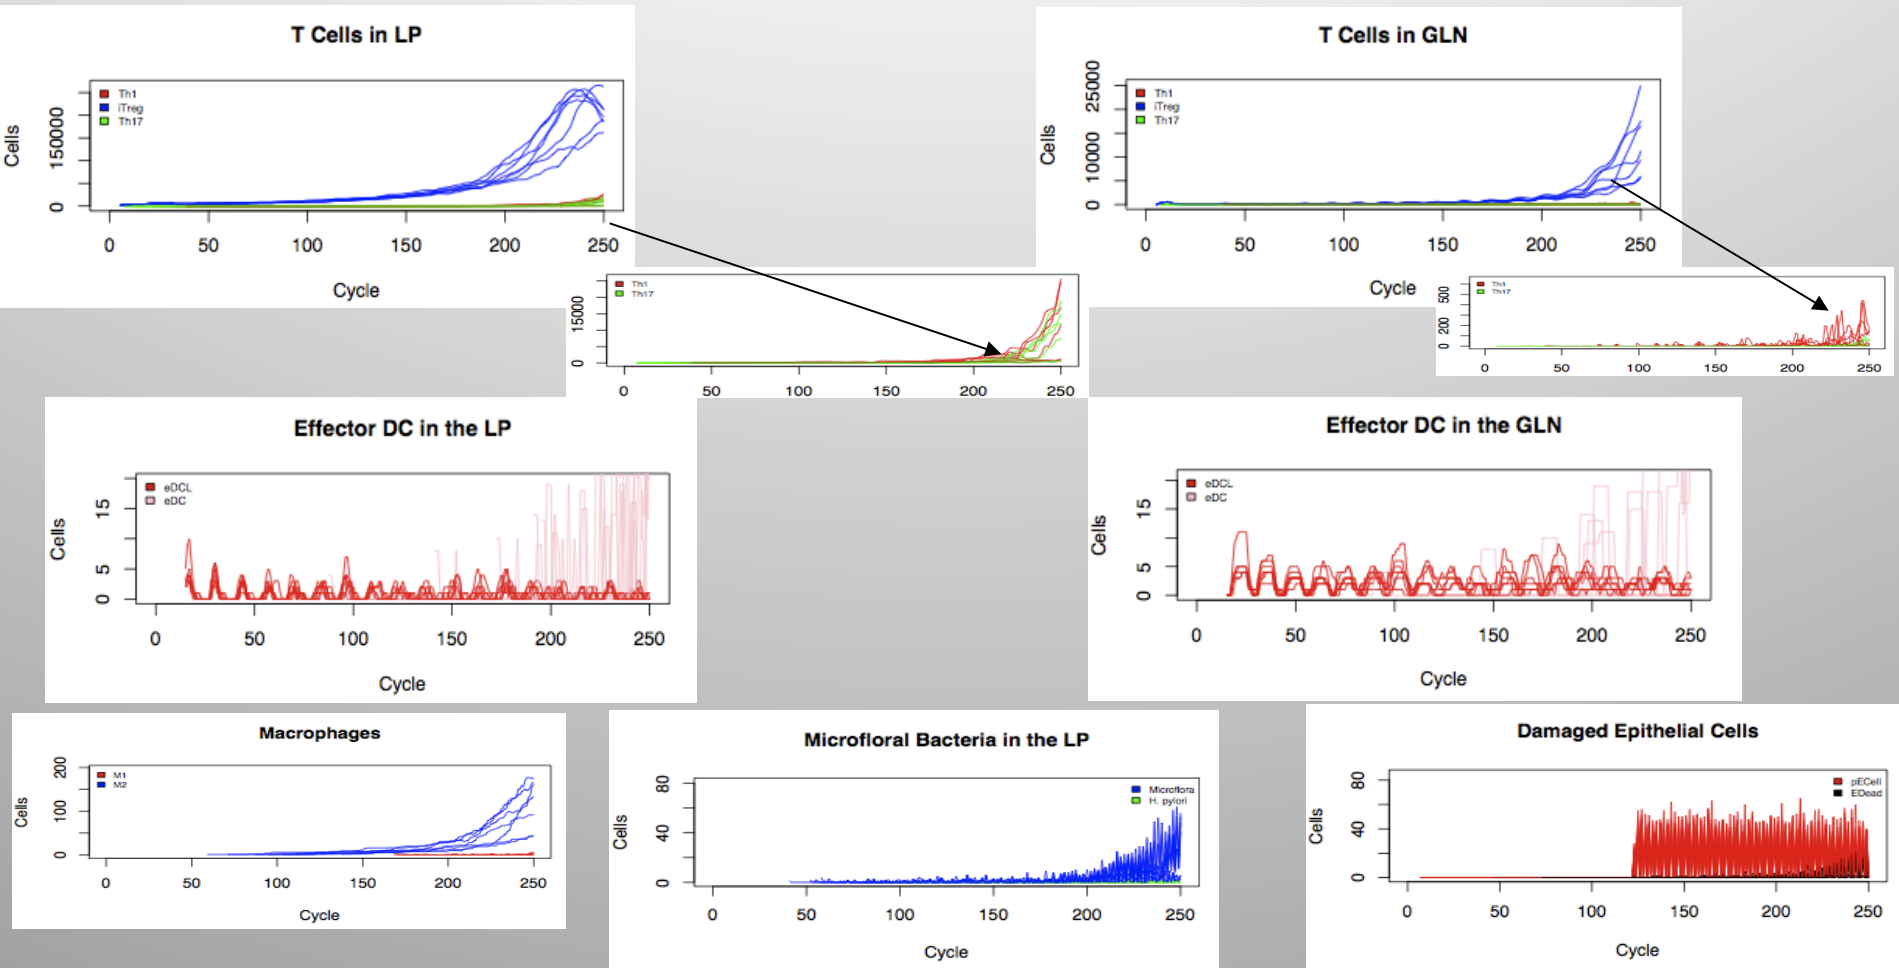 T Cells in LP
Th1
iTreg
Th17
Cells
0
150000
0 50 100 150 200 250
Cycle
T Cells in GLN
Th1
iTreg
Th17
Cells
0
10000
25000
0 50 100 150 200 250
Cycle
Th1
Th17
0
15000
0 50 100 150 200 250
Th1
Th17
0
200
500
0 50 100 150 200 250
Effector DC in the LP
eDCL
eDC
Cells
0
5
15
0 50 100 150 200 250
Cycle
Effector DC in the GLN
eDCL
eDC
Cells
0
5
15
0 50 100 150 200 250
Cycle
Macrophages
M1
M2
Cells
0
100
200
0 50 100 150 200 250
Cycle
Microfloral Bacteria in the LP
Microflora
H. pylori
Cells
0
40
80
0 50 100 150 200 250
Cycle
Damaged Epithelial Cells
pECell
EDead
Cells
0
40
80
0 50 100 150 200 250
Cycle